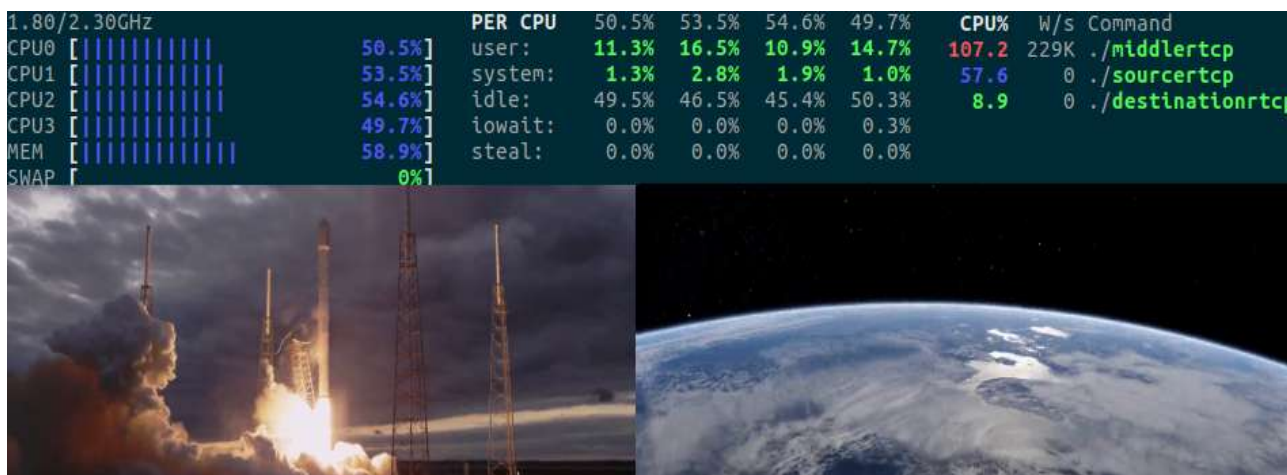 1.80/2.30GHz PER CPU 50.5% 53.5% 54.6% 49.7% CPU% W/s Command
CPU0 [||||||||||| 50.5%] user: 11.3% 16.5% 10.9% 14.7% 107.2 229K ./middlertcp
CPU1 [|||||||||||| 53.5%] system: 1.3% 2.8% 1.9% 1.0% 57.6 0 ./sourcertcp
CPU2 [|||||||||||| 54.6%] idle: 49.5% 46.5% 45.4% 50.3% 8.9 0 ./destinationrtcp
CPU3 [||||||||||| 49.7%] iowait: 0.0% 0.0% 0.0% 0.3%
MEM [||||||||||||| 58.9%] steal: 0.0% 0.0% 0.0% 0.0%
SWAP [ 0%]